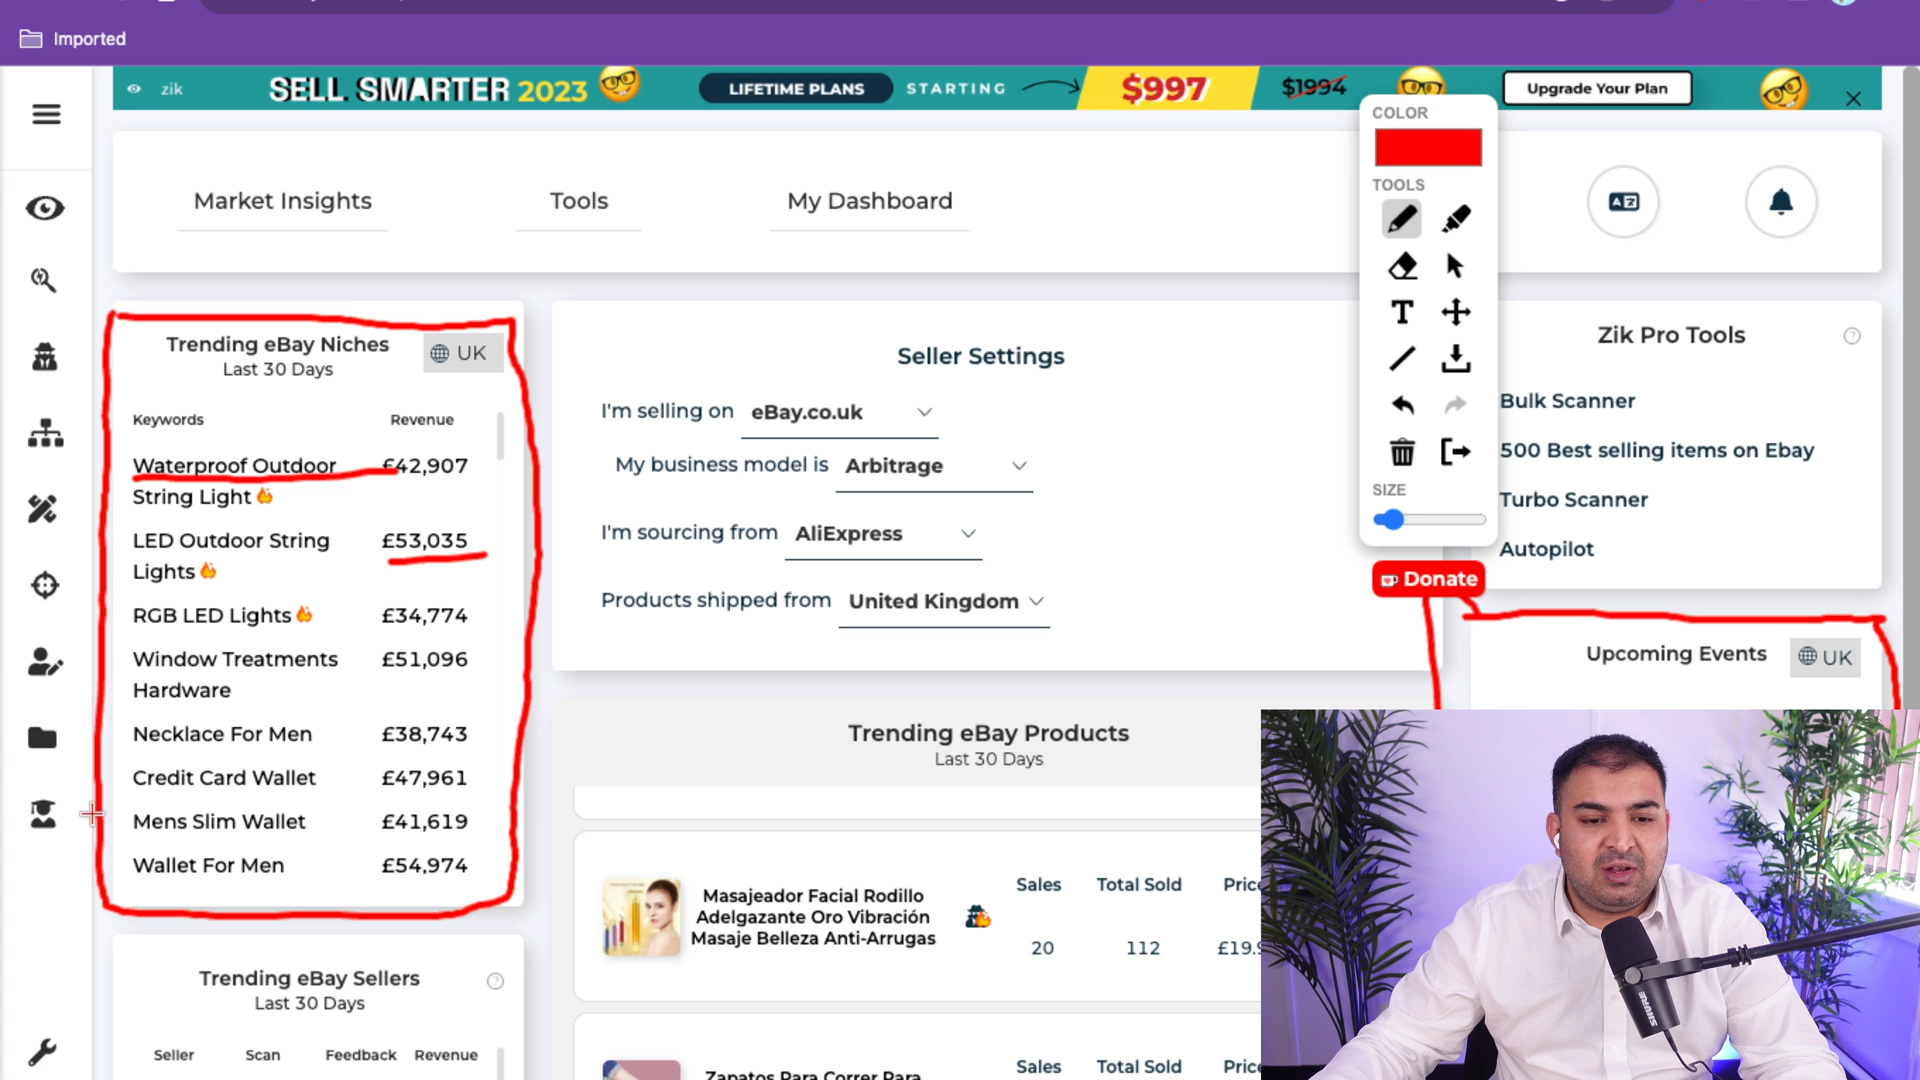 Imported
zik
SELL SMARTER 2023
LIFETIME PLANS
STARTING
$997
$1994
Upgrade Your Plan
Market Insights
Tools
My Dashboard
COLOR
TOOLS
T
SIZE
Donate
Trending eBay Niches
UK
Last 30 Days
Keywords Revenue
Waterproof Outdoor £42,907
String Light
LED Outdoor String £53,035
Lights
RGB LED Lights £34,774
Window Treatments £51,096
Hardware
Necklace For Men £38,743
Credit Card Wallet £47,961
Mens Slim Wallet £41,619
Wallet For Men £54,974
Trending eBay Sellers
Last 30 Days
Seller Scan Feedback Revenue
Seller Settings
I'm selling on eBay.co.uk
My business model is Arbitrage
I'm sourcing from AliExpress
Products shipped from United Kingdom
Trending eBay Products
Last 30 Days
Masajeador Facial Rodillo
Adelgazante Oro Vibración
Masaje Belleza Anti-Arrugas
Sales Total Sold Price
20 112 £19.
Zapatos Para Correr Para
Sales Total Sold
Zik Pro Tools
Bulk Scanner
500 Best selling items on Ebay
Turbo Scanner
Autopilot
Upcoming Events
UK
SHURE